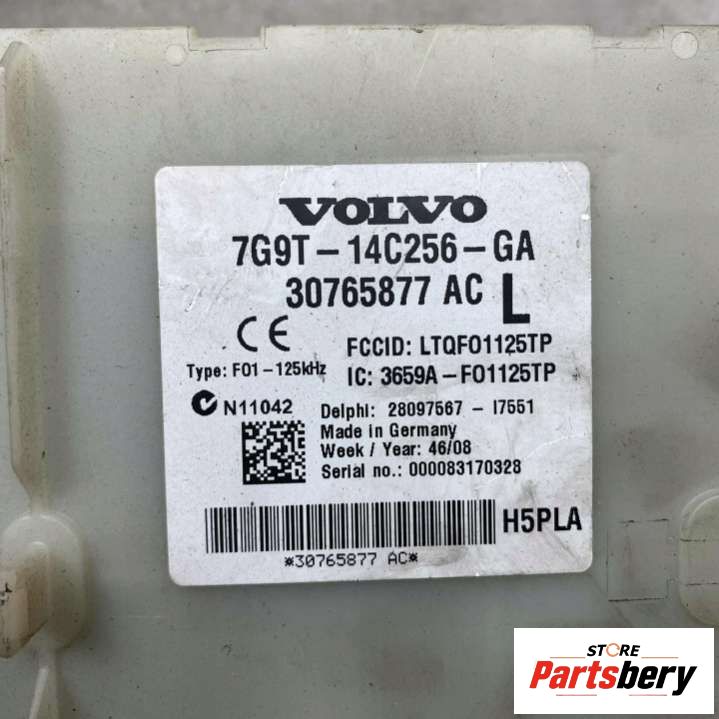 VOLVO
7G9T-14C256-GA
30765877 AC L
CE
FCCID: LTQF01125TP
Type: F01-125kHz
IC: 3659A-F01125TP
N11042
Delphi: 28097567 - I7551
Made in Germany
Week / Year: 46/08
Serial no.: 000083170328
H5PLA
*30765877 AC*
STORE
Partsbery